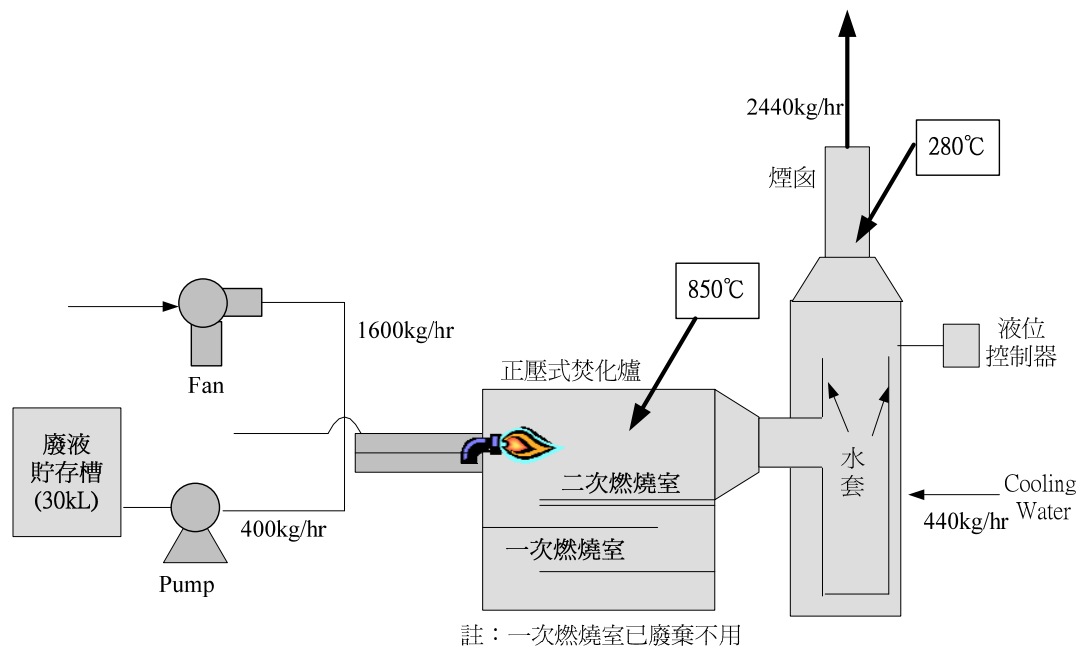 2440kg/hr
280℃
煙囪
850℃
1600kg/hr
Fan
液位
控制器
正壓式焚化爐
廢液
貯存槽
(30kL)
水
套
二次燃燒室
Cooling
Water
440kg/hr
400kg/hr
一次燃燒室
Pump
註：一次燃燒室已廢棄不用